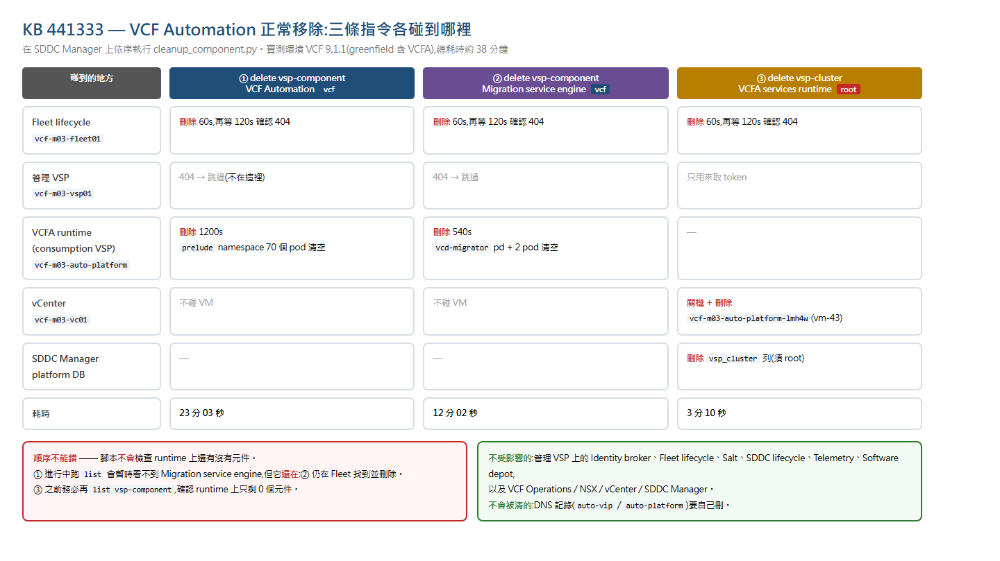 KB 441333 — VCF Automation 正常移除:三條指令各碰到哪裡
在 SDDC Manager 上依序執行 cleanup_component.py。實測環境 VCF 9.1.1(greenfield 含 VCFA),總耗時約 38 分鐘
碰到的地方
① delete vsp-component
VCF Automation vcf
② delete vsp-component
Migration service engine vcf
③ delete vsp-cluster
VCFA services runtime root
Fleet lifecycle
vcf-m03-fleet01
刪除 60s,再等 120s 確認 404
刪除 60s,再等 120s 確認 404
刪除 60s,再等 120s 確認 404
管理 VSP
vcf-m03-vsp01
404 → 跳過(不在這裡)
404 → 跳過
只用來取 token
VCFA runtime
(consumption VSP)
vcf-m03-auto-platform
刪除 1200s
prelude namespace 70 個 pod 清空
刪除 540s
vcd-migrator pd + 2 pod 清空
—
vCenter
vcf-m03-vc01
不碰 VM
不碰 VM
關機 + 刪除
vcf-m03-auto-platform-lmh4w (vm-43)
SDDC Manager
platform DB
—
—
刪除 vsp_cluster 列(須 root)
耗時
23 分 03 秒
12 分 02 秒
3 分 10 秒
順序不能錯 —— 腳本不會檢查 runtime 上還有沒有元件。
① 進行中跑 list 會暫時看不到 Migration service engine,但它還在:② 仍在 Fleet 找到並刪除。
③ 之前務必再 list vsp-component,確認 runtime 上只剩 0 個元件。
不受影響的:管理 VSP 上的 Identity broker、Fleet lifecycle、Salt、SDDC lifecycle、Telemetry、Software
depot,
以及 VCF Operations / NSX / vCenter / SDDC Manager。
不會被清的:DNS 記錄( auto-vip / auto-platform )要自己刪。